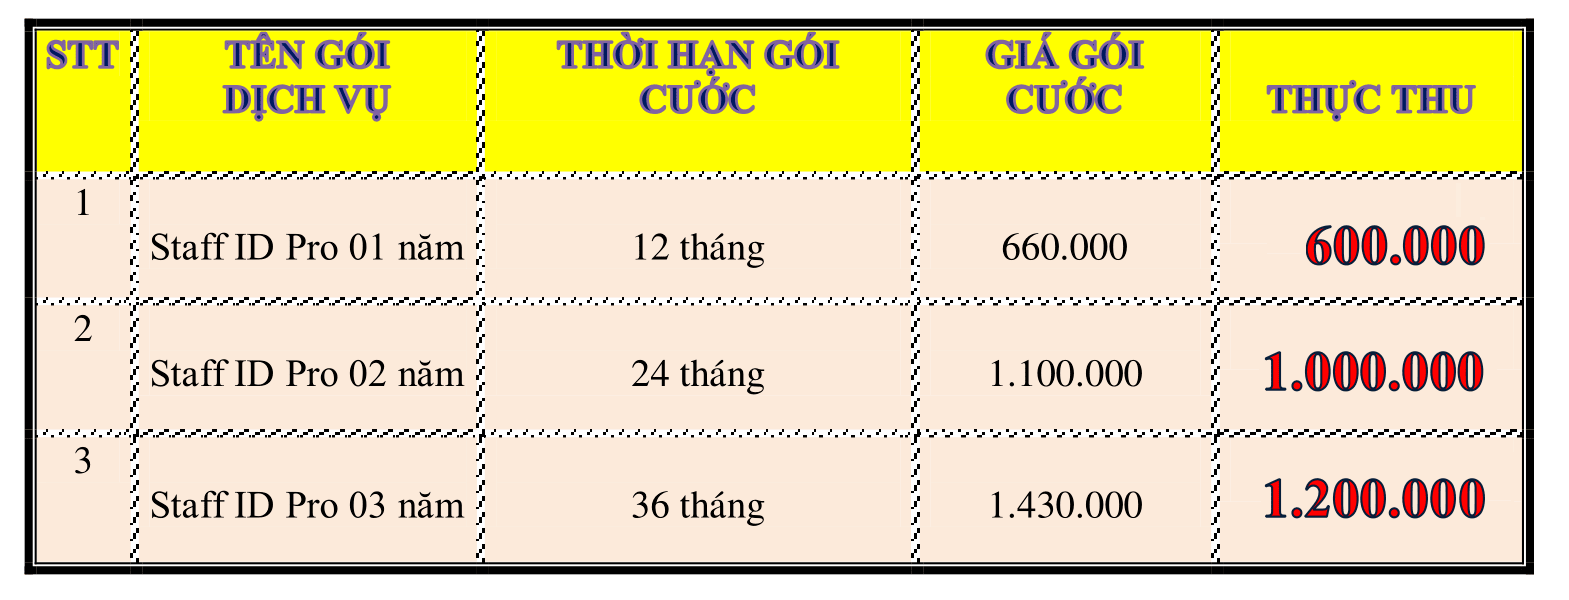 STT
TÊN GÓI
DỊCH VỤ
THỜI HẠN GÓI
CƯỚC
GIÁ GÓI
CƯỚC
THỰC THU
1
Staff ID Pro 01 năm
12 tháng
660.000
600.000
2
Staff ID Pro 02 năm
24 tháng
1.100.000
1.000.000
3
Staff ID Pro 03 năm
36 tháng
1.430.000
1.200.000